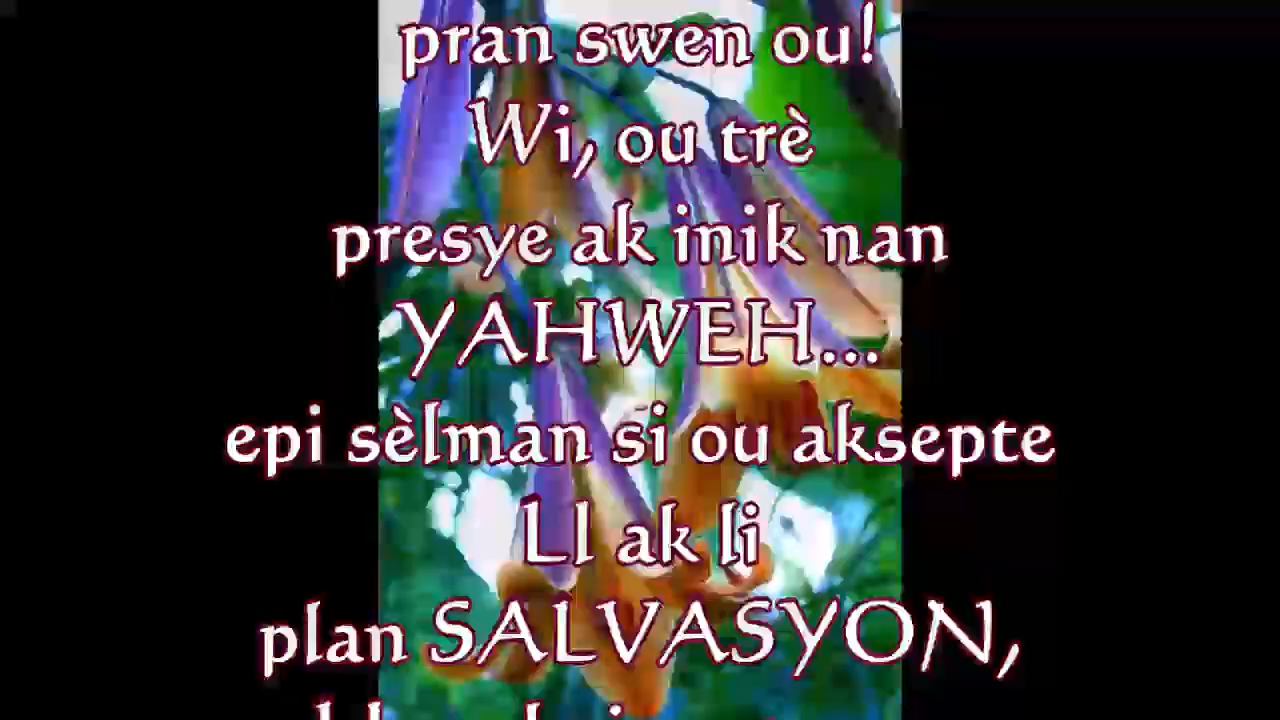 pran swen ou!
Wi, ou trè
presye ak inik nan
YAHWEH...
epi sèlman si ou aksepte
Ll ak li
plan SALVASYON,